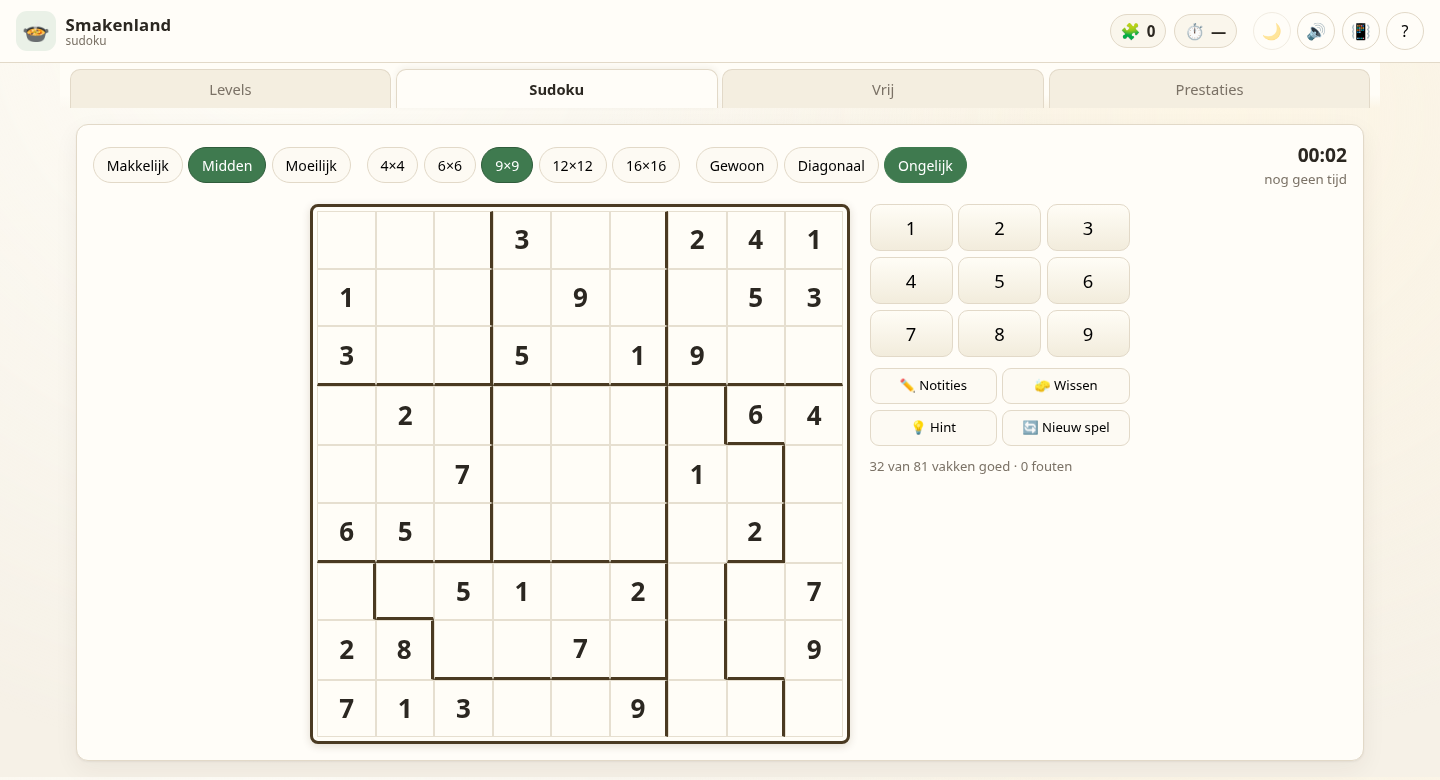 Smakenland
sudoku
0
—
?
Levels
Sudoku
Vrij
Prestaties
Makkelijk Midden Moeilijk 4×4 6×6 9×9 12×12 16×16 Gewoon Diagonaal Ongelijk
00:02
nog geen tijd
3 2 4 1
1 9 5 3
3 5 1 9
2 6 4
7 1
6 5 2
5 1 2 7
2 8 7 9
7 1 3 9
1 2 3
4 5 6
7 8 9
Notities Wissen
Hint Nieuw spel
32 van 81 vakken goed · 0 fouten